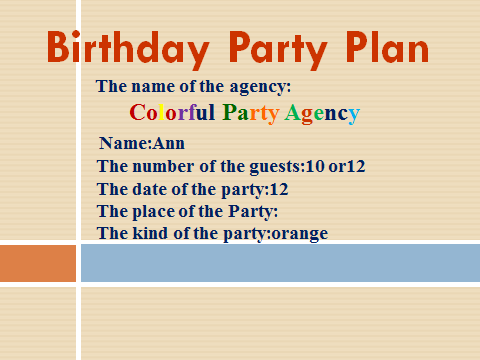 Birthday Party Plan
The name of the agency:
Colorful Party Agency
Name:Ann
The number of the guests:10 or12
The date of the party:12
The place of the Party:
The kind of the party:orange